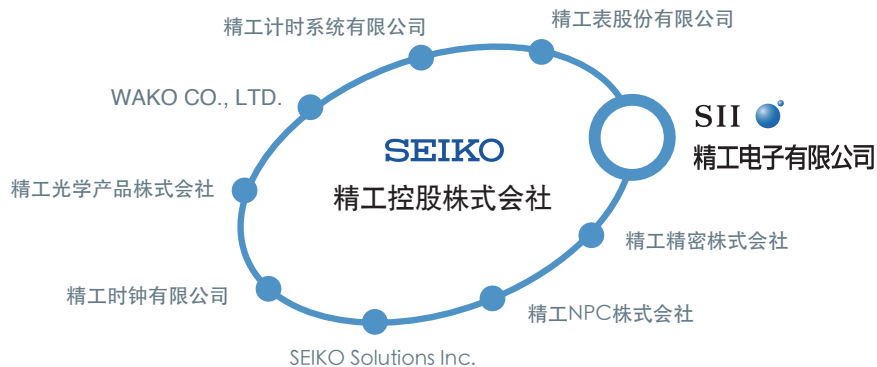 精工计时系统有限公司
精工表股份有限公司
WAKO CO., LTD.
SII
精工电子有限公司
SEIKO
精工控股株式会社
精工光学产品株式会社
精工精密株式会社
精工时钟有限公司
精工NPC株式会社
SEIKO Solutions Inc.